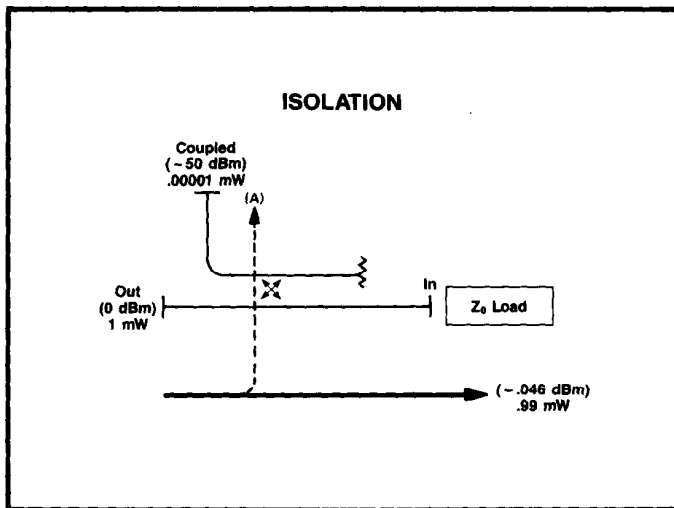 ISOLATION
Coupled
(-50 dBm)
.00001 mW
(A)
Out
(0 dBm)
1 mW
In
Z₀ Load
(-.046 dBm)
.99 mW